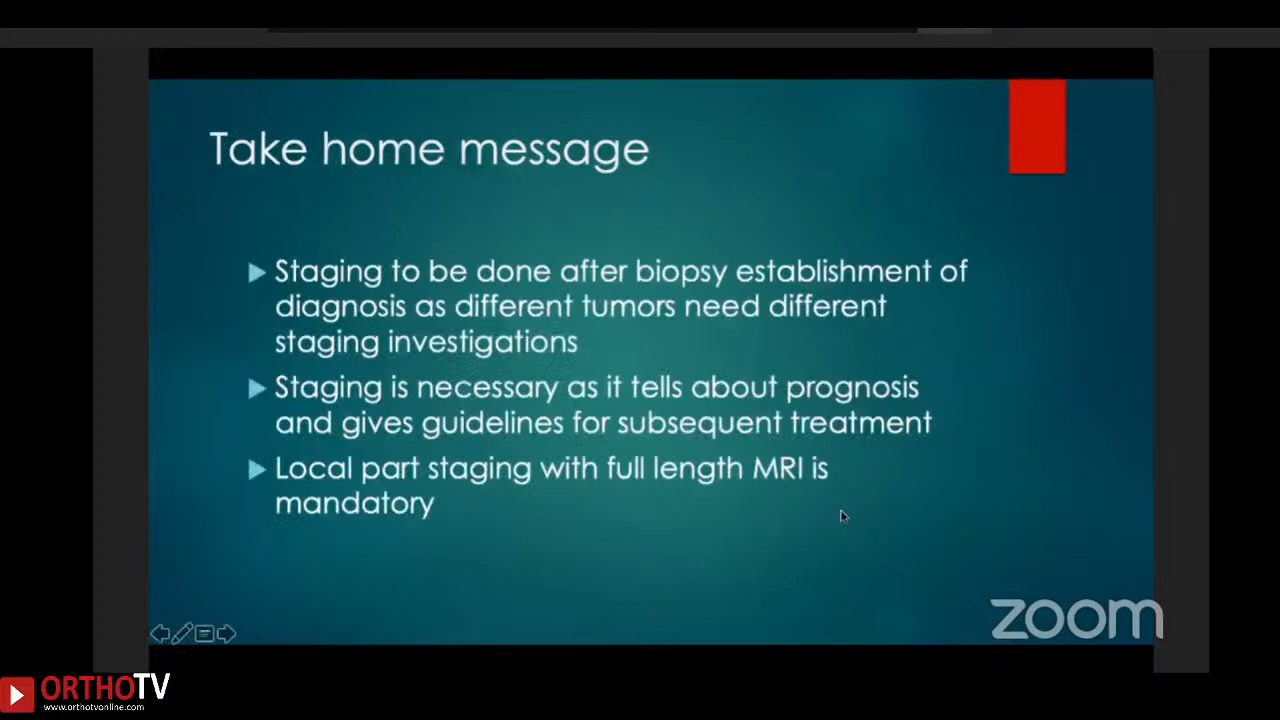 Take home message
Staging to be done after biopsy establishment of
diagnosis as different tumors need different
staging investigations
Staging is necessary as it tells about prognosis
and gives guidelines for subsequent treatment
Local part staging with full length MRI is
mandatory
zoom
ORTHOTV
www.orthotvonline.com